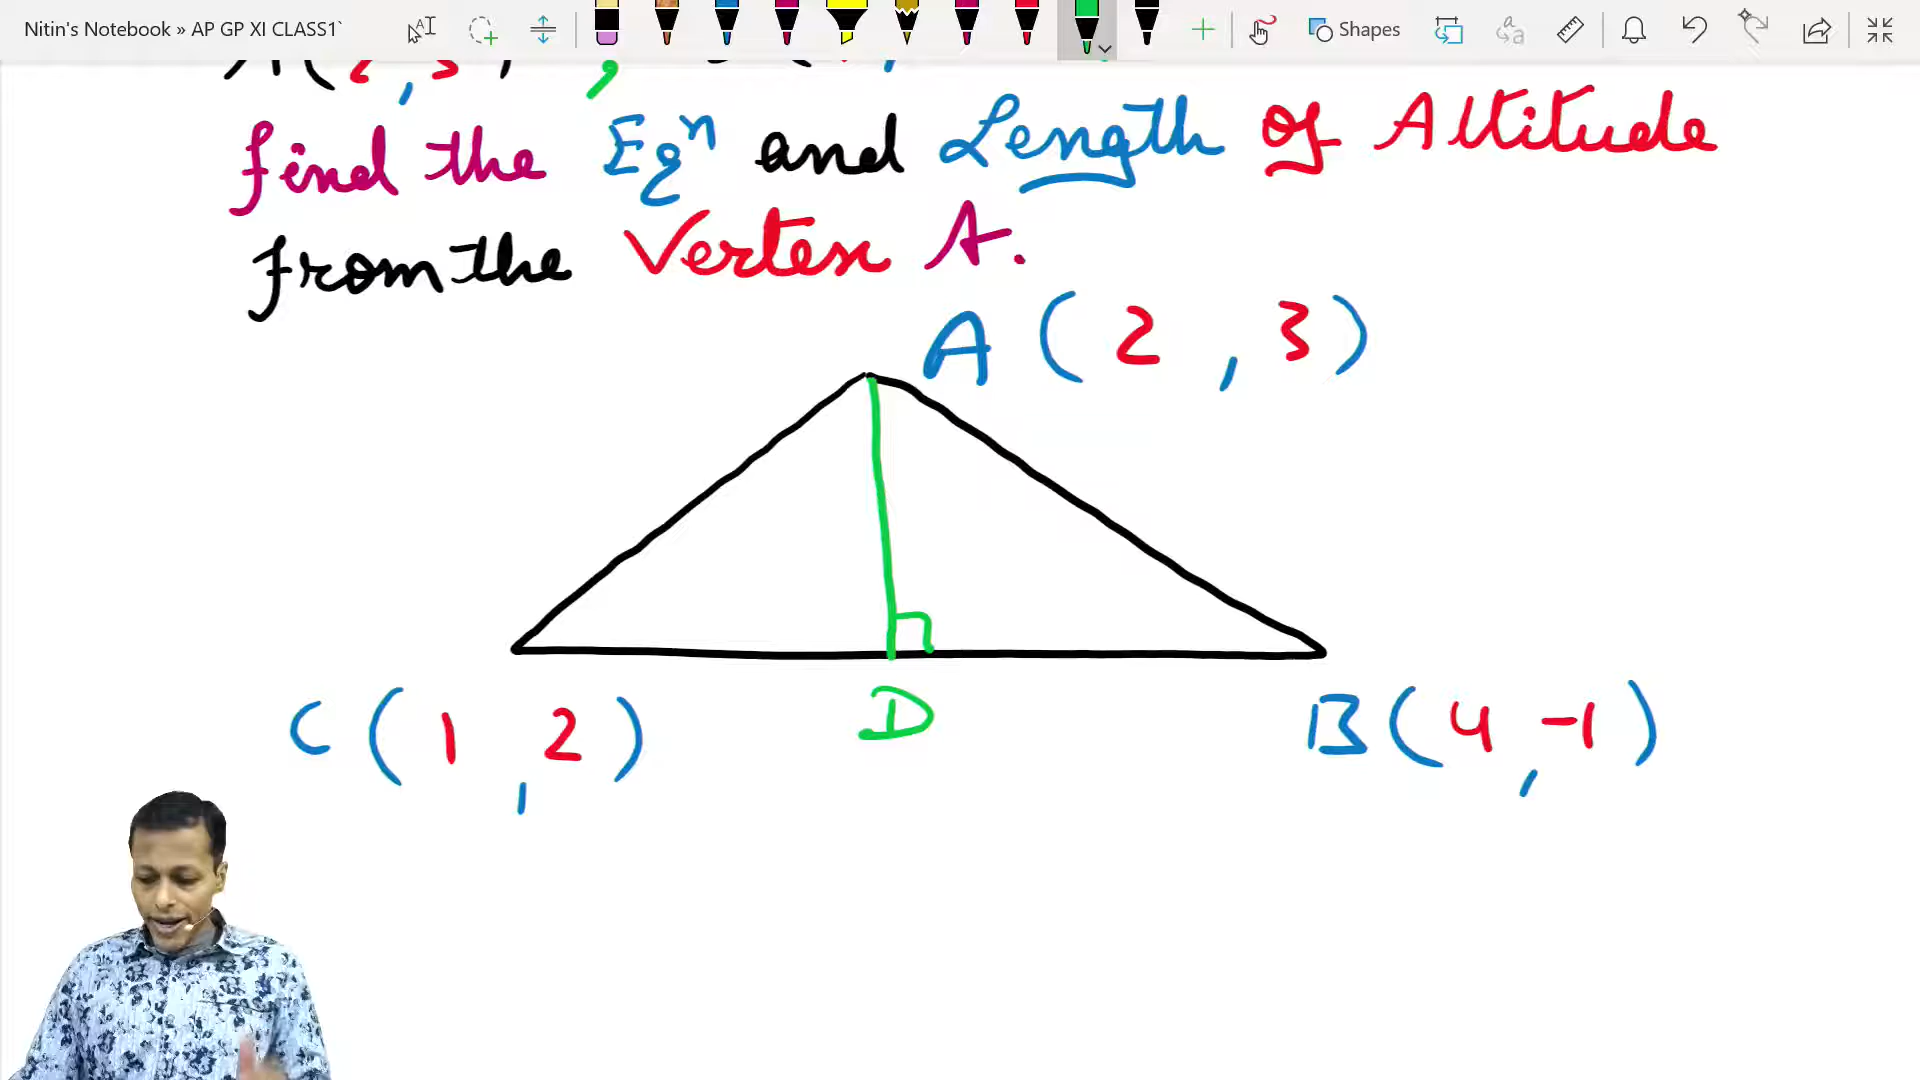 Nitin's Notebook » AP GP XI CLASS1`
Shapes
find the Eqⁿ and Length of Altitude
from the Vertex A.
A ( 2 , 3 )
C ( 1 , 2 )
D
B ( 4 , -1 )